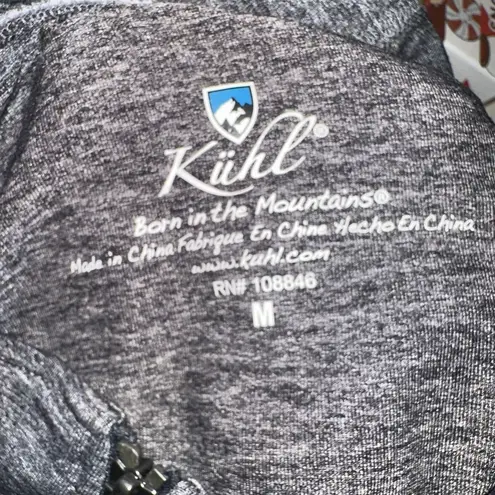 Kühl®
Born in the Mountains®
Made in China Fabrique En Chine Hecho En China
www.kuhl.com
RN# 108846
M